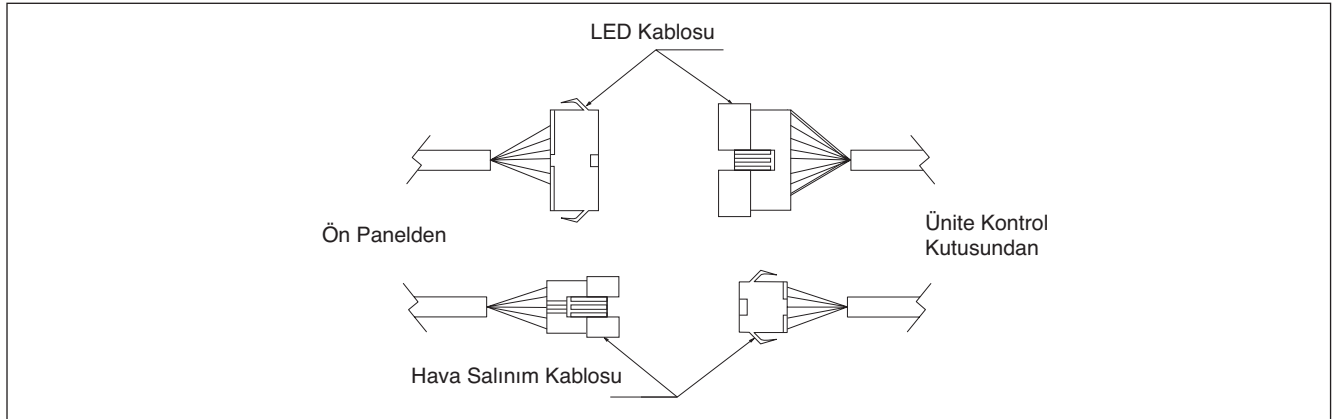 LED Kablosu
Ön Panelden
Ünite Kontrol
Kutusundan
Hava Salınım Kablosu